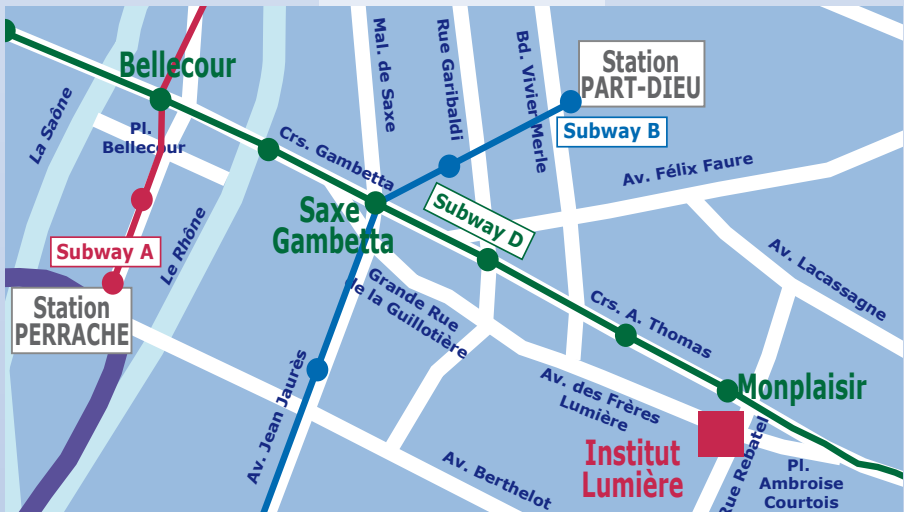 Mal. de Saxe
Rue Garibaldi
Bd. Vivier Merle
Station
PART-DIEU
Bellecour
La Saône
Pl.
Bellecour
Crs. Gambetta
Subway B
Av. Félix Faure
Saxe
Gambetta
Subway D
Le Rhône
Subway A
Av. Lacassagne
Station
PERRACHE
Grande Rue
de la Guillotière
Crs. A. Thomas
Av. Jean Jaurès
Av. des Frères
Lumière
Monplaisir
Institut
Lumière
Rue Rebatel
Av. Berthelot
Pl.
Ambroise
Courtois